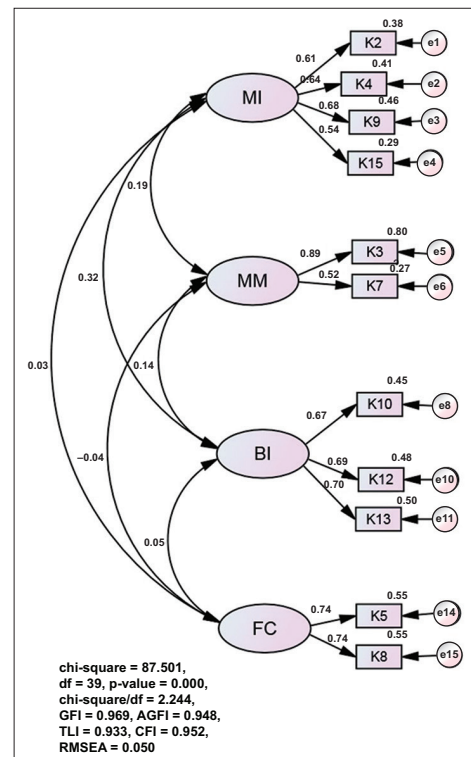 0.38
K2
e1
0.61
0.41
0.64
K4
e2
MI
0.68
0.46
K9
e3
0.54
0.29
K15
e4
0.19
0.80
0.89
K3
e5
0.32
MM
0.52
0.27
K7
e6
0.03
0.14
0.45
0.67
K10
e8
–0.04
BI
0.69
0.48
K12
e10
0.70
0.50
K13
e11
0.05
0.74
0.55
K5
e14
FC
0.74
0.55
K8
e15
chi-square = 87.501,
df = 39, p-value = 0.000,
chi-square/df = 2.244,
GFI = 0.969, AGFI = 0.948,
TLI = 0.933, CFI = 0.952,
RMSEA = 0.050